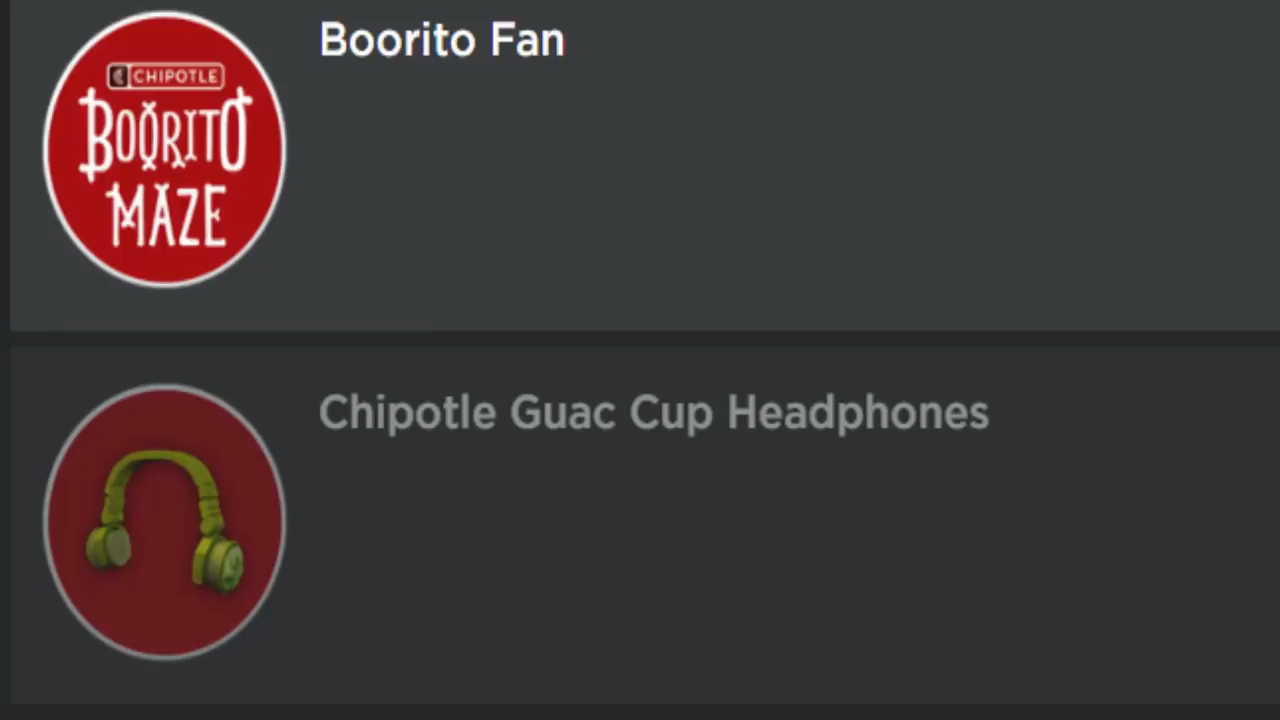 Boorito Fan
CHIPOTLE
BOORITO
MAZE
Chipotle Guac Cup Headphones